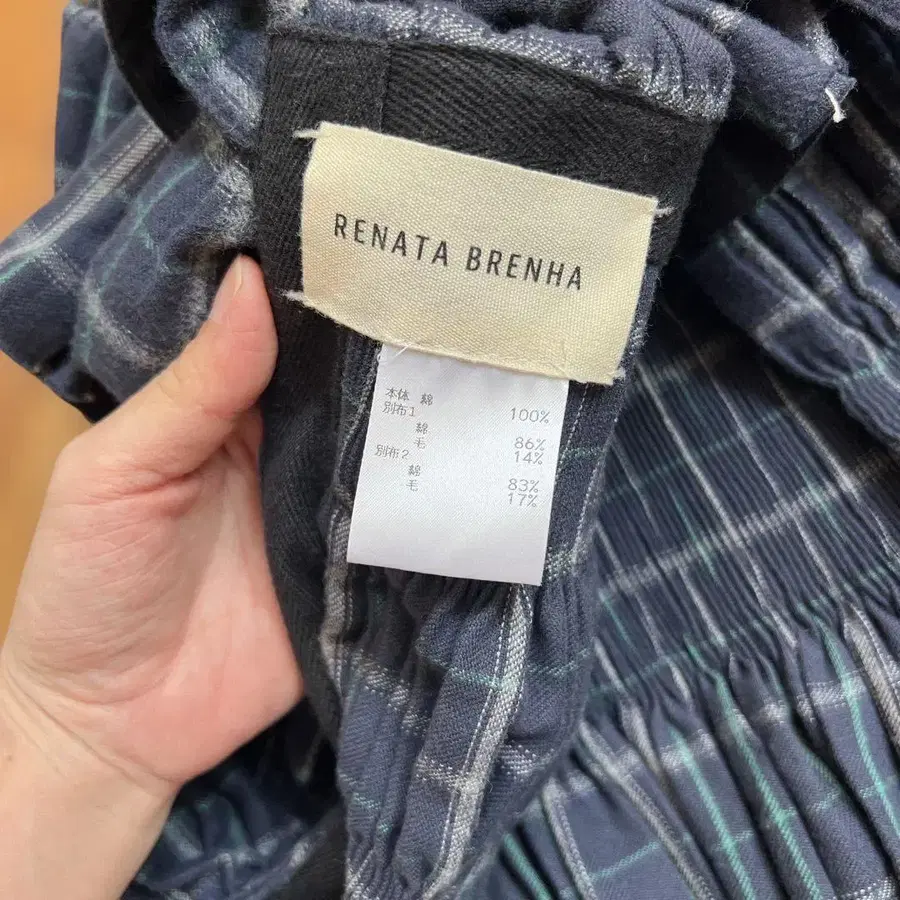 RENATA BRENHA
本体 綿 100%
別布1
綿 86%
毛 14%
別布2
綿 83%
毛 17%